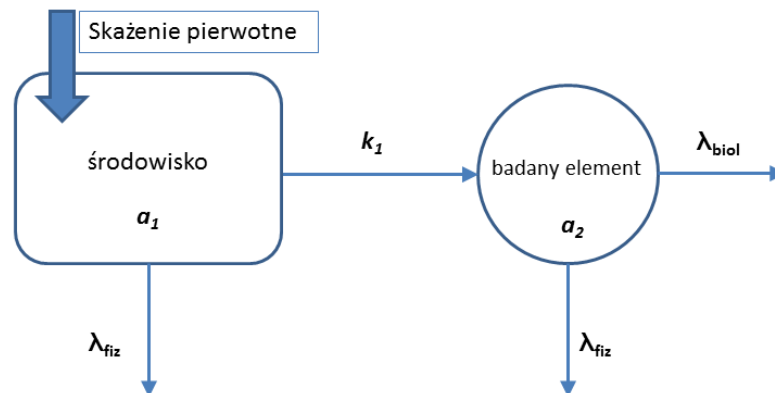 Skażenie pierwotne
środowisko
a₁
k₁
badany element
a₂
λbiol
λfiz
λfiz